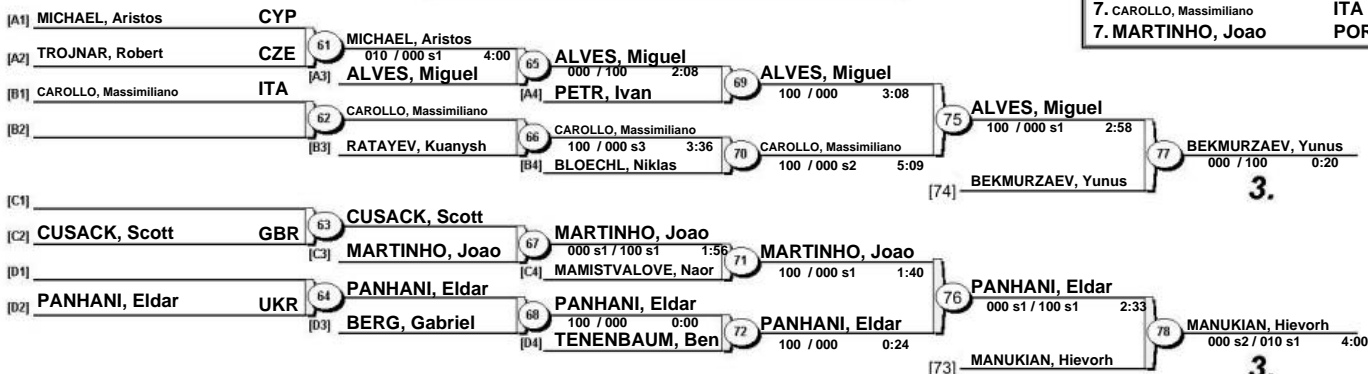 7. CAROLLO, Massimiliano ITA
7. MARTINHO, Joao POR
[A1] MICHAEL, Aristos CYP
61 MICHAEL, Aristos
010 / 000 s1 4:00
[A2] TROJNAR, Robert CZE
[A3] ALVES, Miguel
65 ALVES, Miguel
000 / 100 2:08
[A4] PETR, Ivan
69 ALVES, Miguel
100 / 000 3:08
[B1] CAROLLO, Massimiliano ITA
62 CAROLLO, Massimiliano
[B2]
[B3] RATAYEV, Kuanysh
66 CAROLLO, Massimiliano
100 / 000 s3 3:36
[B4] BLOECHL, Niklas
70 CAROLLO, Massimiliano
100 / 000 s2 5:09
75 ALVES, Miguel
100 / 000 s1 2:58
[74] BEKMURZAEV, Yunus
77 BEKMURZAEV, Yunus
000 / 100 0:20
3.
[C1]
63 CUSACK, Scott
[C2] CUSACK, Scott GBR
[C3] MARTINHO, Joao
67 MARTINHO, Joao
000 s1 / 100 s1 1:56
[C4] MAMISTVALOVE, Naor
71 MARTINHO, Joao
100 / 000 s1 1:40
[D1]
64 PANHANI, Eldar
[D2] PANHANI, Eldar UKR
[D3] BERG, Gabriel
68 PANHANI, Eldar
100 / 000 0:00
[D4] TENENBAUM, Ben
72 PANHANI, Eldar
100 / 000 0:24
76 PANHANI, Eldar
000 s1 / 100 s1 2:33
[73] MANUKIAN, Hievorh
78 MANUKIAN, Hievorh
000 s2 / 010 s1 4:00
3.